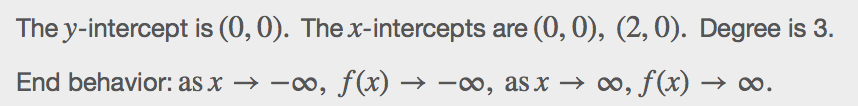 The y-intercept is (0, 0). The x-intercepts are (0, 0), (2, 0). Degree is 3.
End behavior: as x → −∞, f(x) → −∞, as x → ∞, f(x) → ∞.